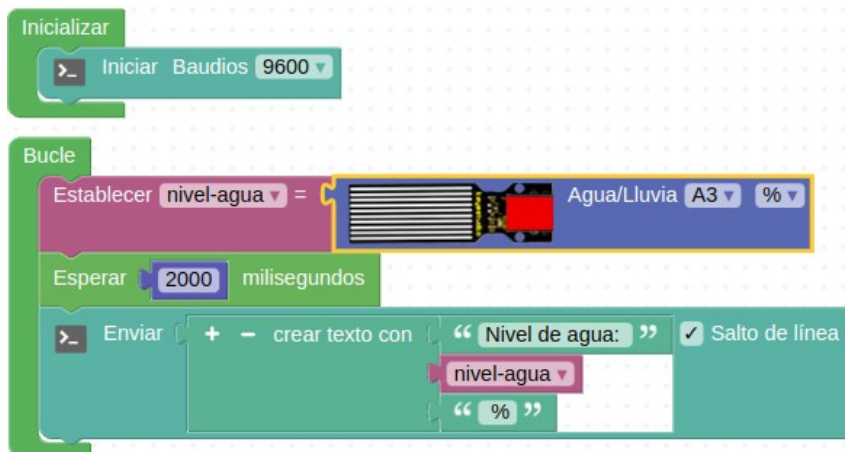 Inicializar
>_ Iniciar Baudios 9600
Bucle
Establecer nivel-agua = Agua/Lluvia A3 %
Esperar 2000 milisegundos
>_ Enviar + − crear texto con “ Nivel de agua: ” ✓ Salto de línea
nivel-agua
“ % ”